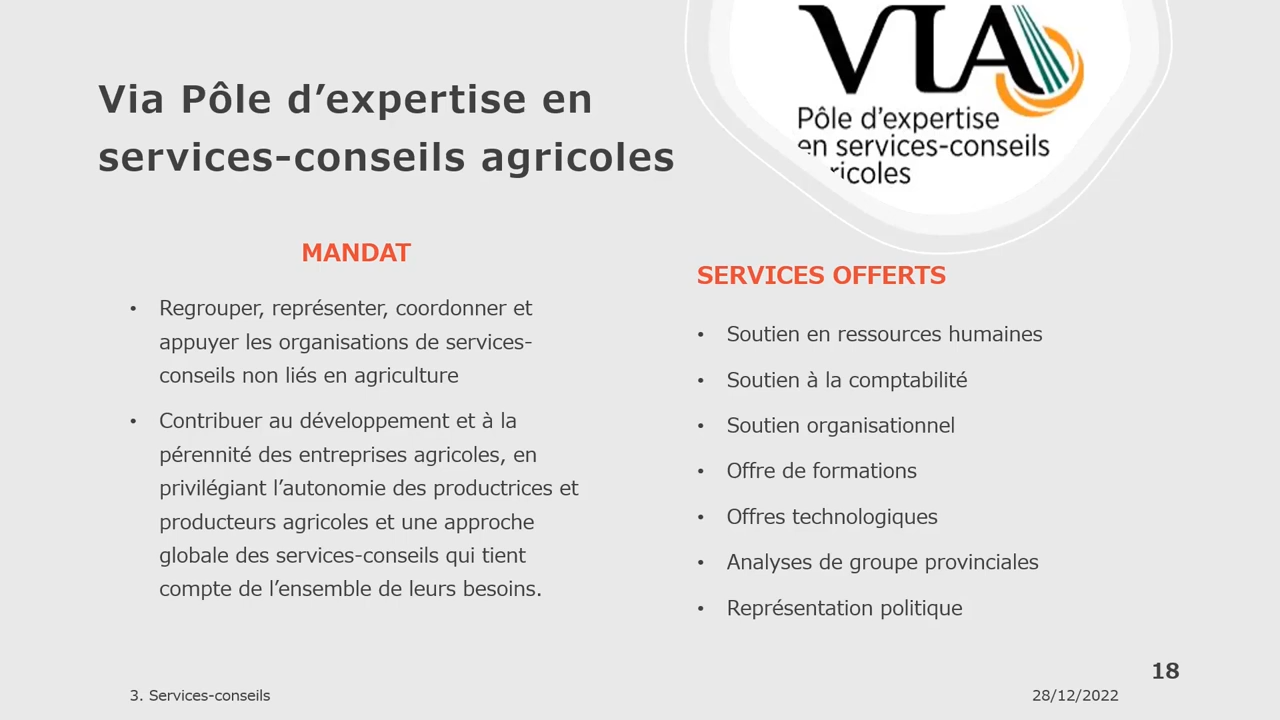 VIA
Pôle d’expertise
en services-conseils
ricoles
Via Pôle d’expertise en
services-conseils agricoles
MANDAT
• Regrouper, représenter, coordonner et
appuyer les organisations de services-
conseils non liés en agriculture
• Contribuer au développement et à la
pérennité des entreprises agricoles, en
privilégiant l’autonomie des productrices et
producteurs agricoles et une approche
globale des services-conseils qui tient
compte de l’ensemble de leurs besoins.
SERVICES OFFERTS
• Soutien en ressources humaines
• Soutien à la comptabilité
• Soutien organisationnel
• Offre de formations
• Offres technologiques
• Analyses de groupe provinciales
• Représentation politique
18
3. Services-conseils
28/12/2022